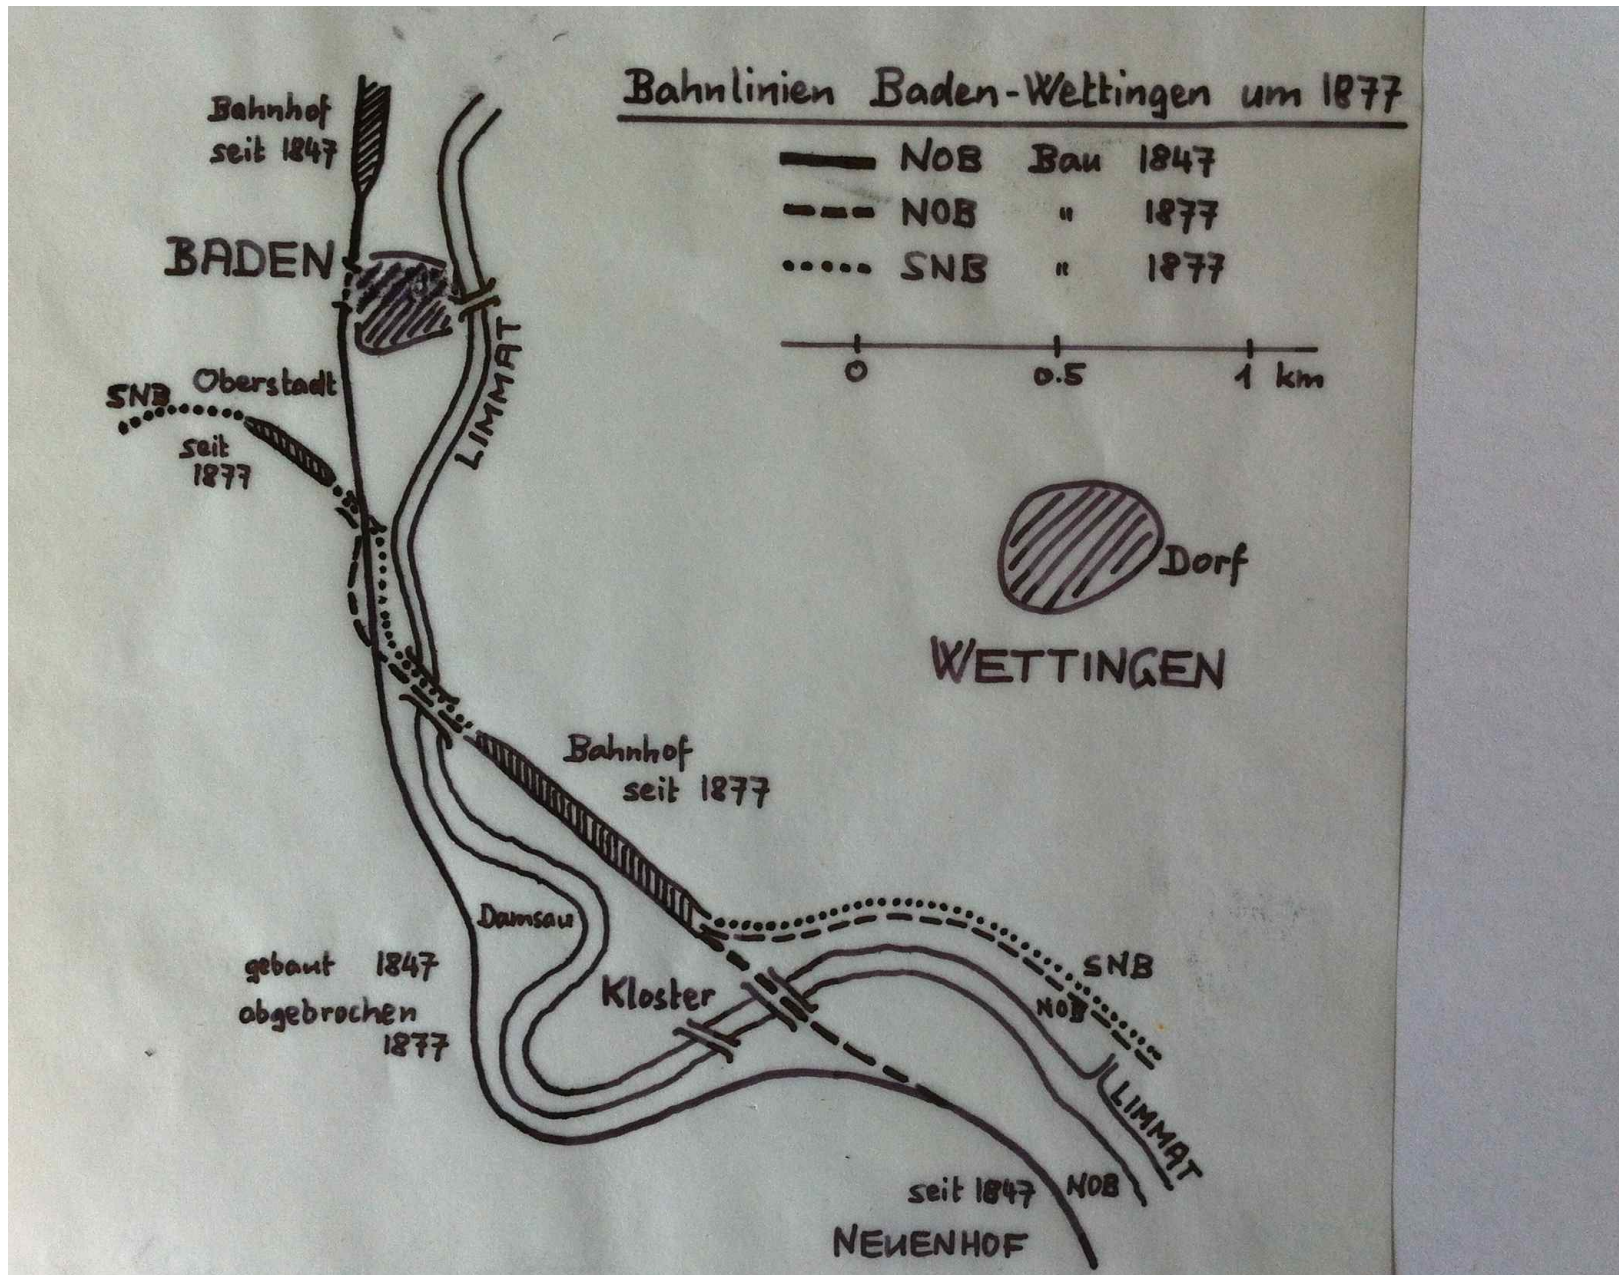 Bahnlinien Baden-Wettingen um 1877
NOB Bau 1847
NOB " 1877
SNB " 1877
0 0.5 1 km
Bahnhof
seit 1847
BADEN
LIMMAT
SNB Oberstadt
seit
1877
Dorf
WETTINGEN
Bahnhof
seit 1877
Damsau
gebaut 1847
abgebrochen
1877
Kloster
SNB
NOB
LIMMAT
seit 1847 NOB
NEUENHOF